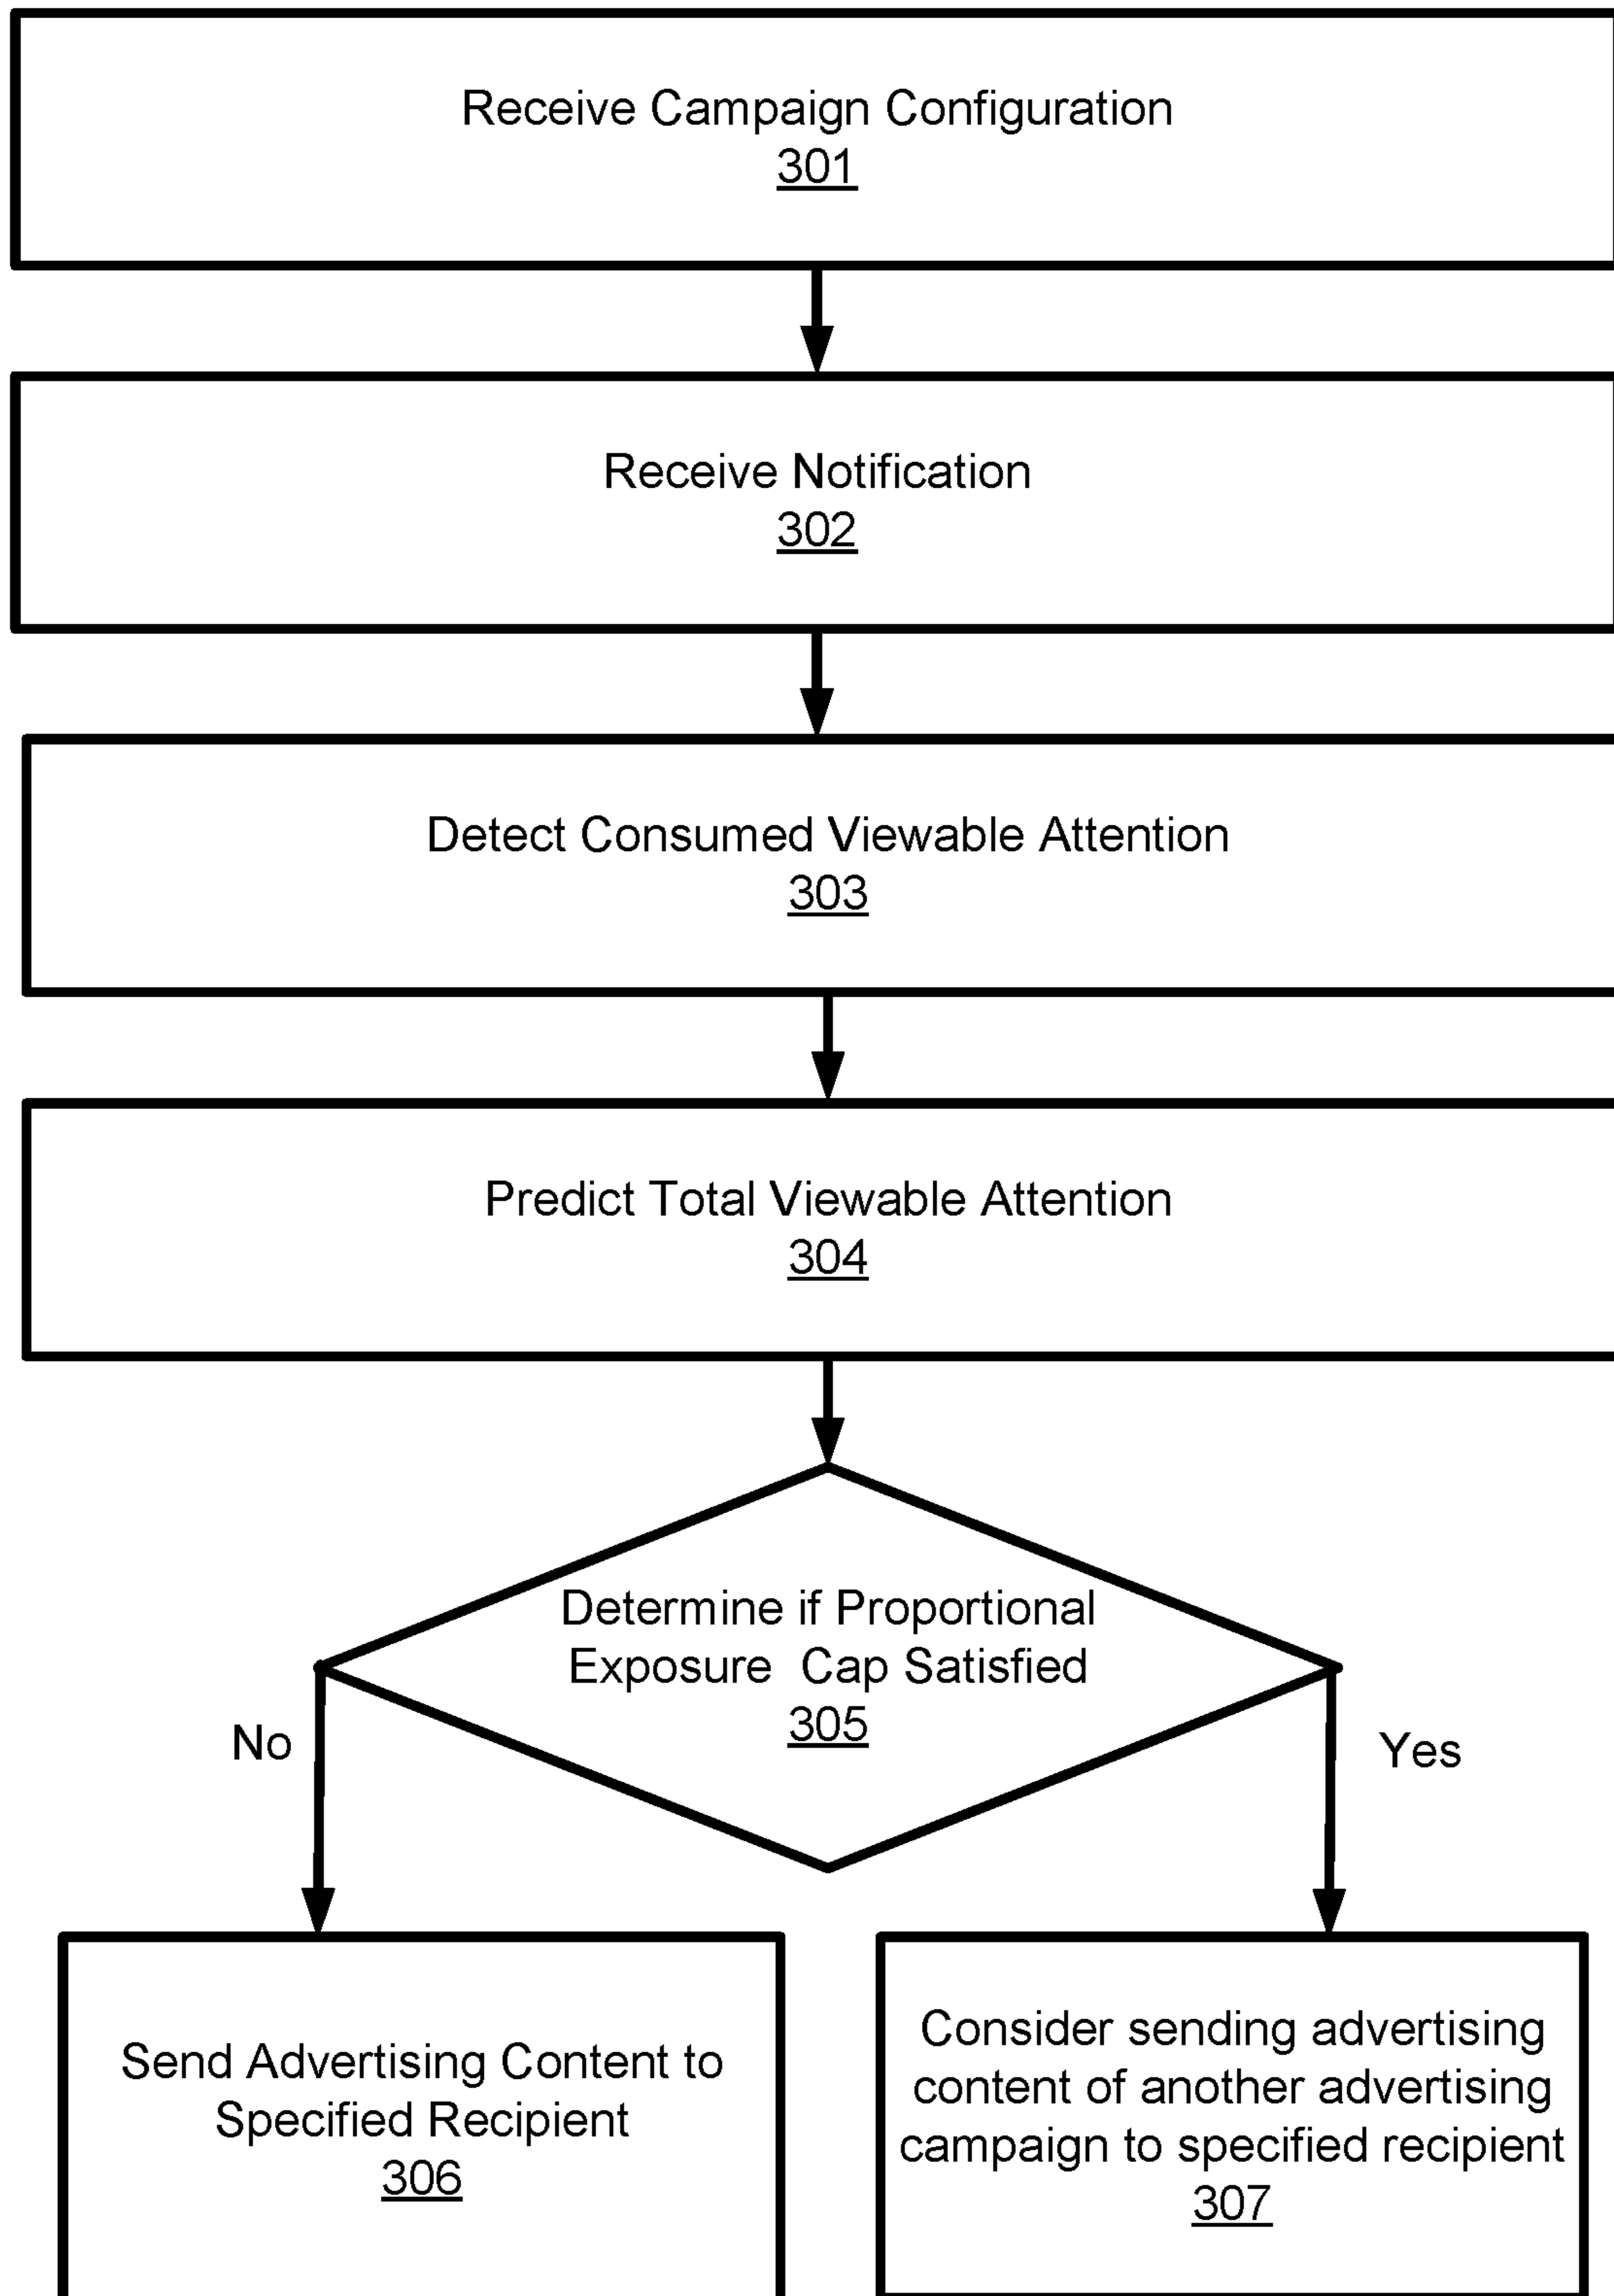 Receive Campaign Configuration
301
Receive Notification
302
Detect Consumed Viewable Attention
303
Predict Total Viewable Attention
304
Determine if Proportional
Exposure Cap Satisfied
305
No
Yes
Send Advertising Content to
Specified Recipient
306
Consider sending advertising
content of another advertising
campaign to specified recipient
307